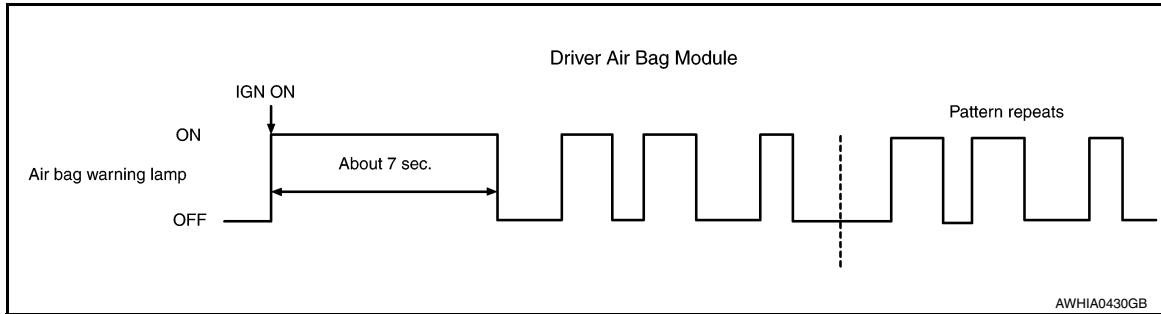 Driver Air Bag Module
IGN ON
Pattern repeats
ON
About 7 sec.
Air bag warning lamp
OFF
AWHIA0430GB